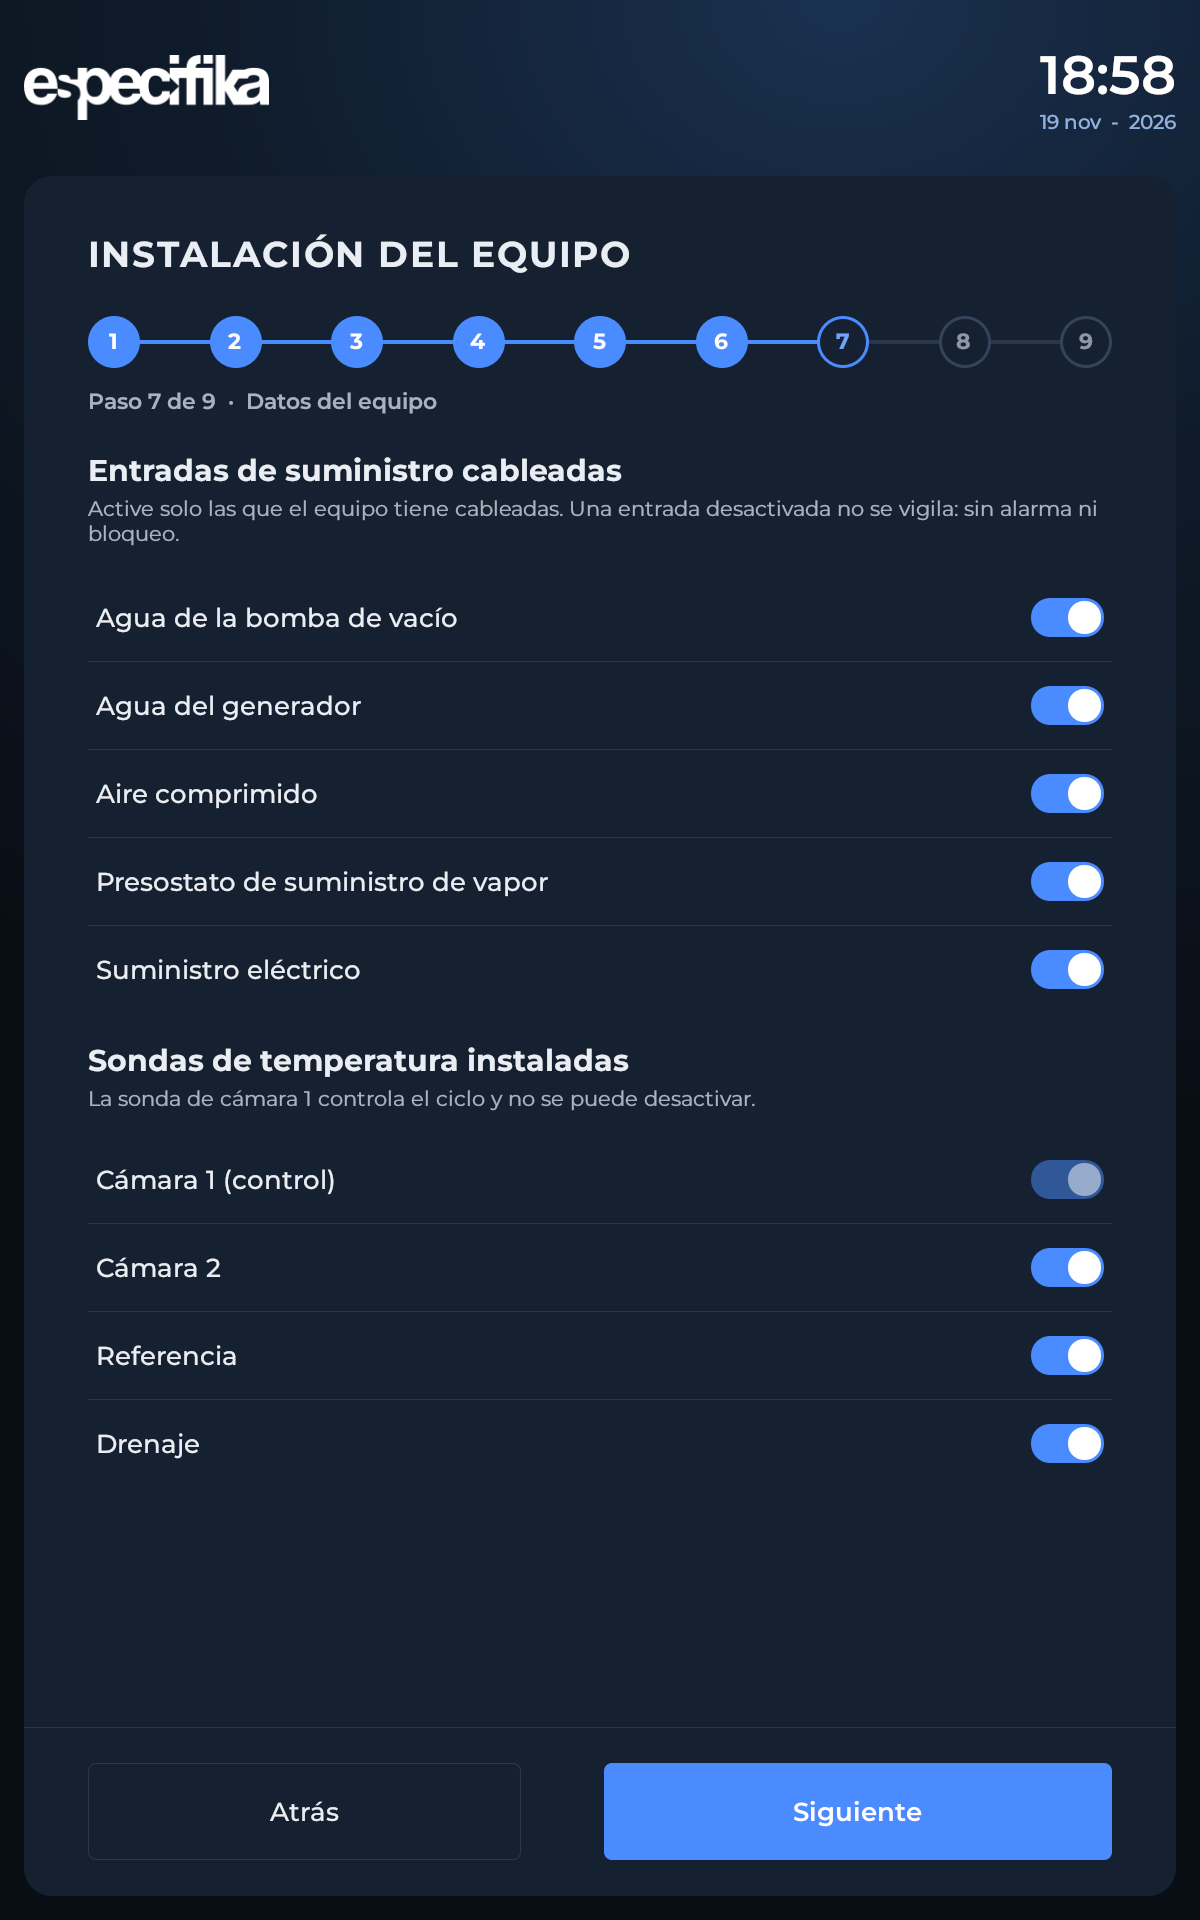 especifika
18:58
19 nov - 2026
INSTALACIÓN DEL EQUIPO
1 2 3 4 5 6 7 8 9
Paso 7 de 9 · Datos del equipo
Entradas de suministro cableadas
Active solo las que el equipo tiene cableadas. Una entrada desactivada no se vigila: sin alarma ni
bloqueo.
Agua de la bomba de vacío
Agua del generador
Aire comprimido
Presostato de suministro de vapor
Suministro eléctrico
Sondas de temperatura instaladas
La sonda de cámara 1 controla el ciclo y no se puede desactivar.
Cámara 1 (control)
Cámara 2
Referencia
Drenaje
Atrás
Siguiente